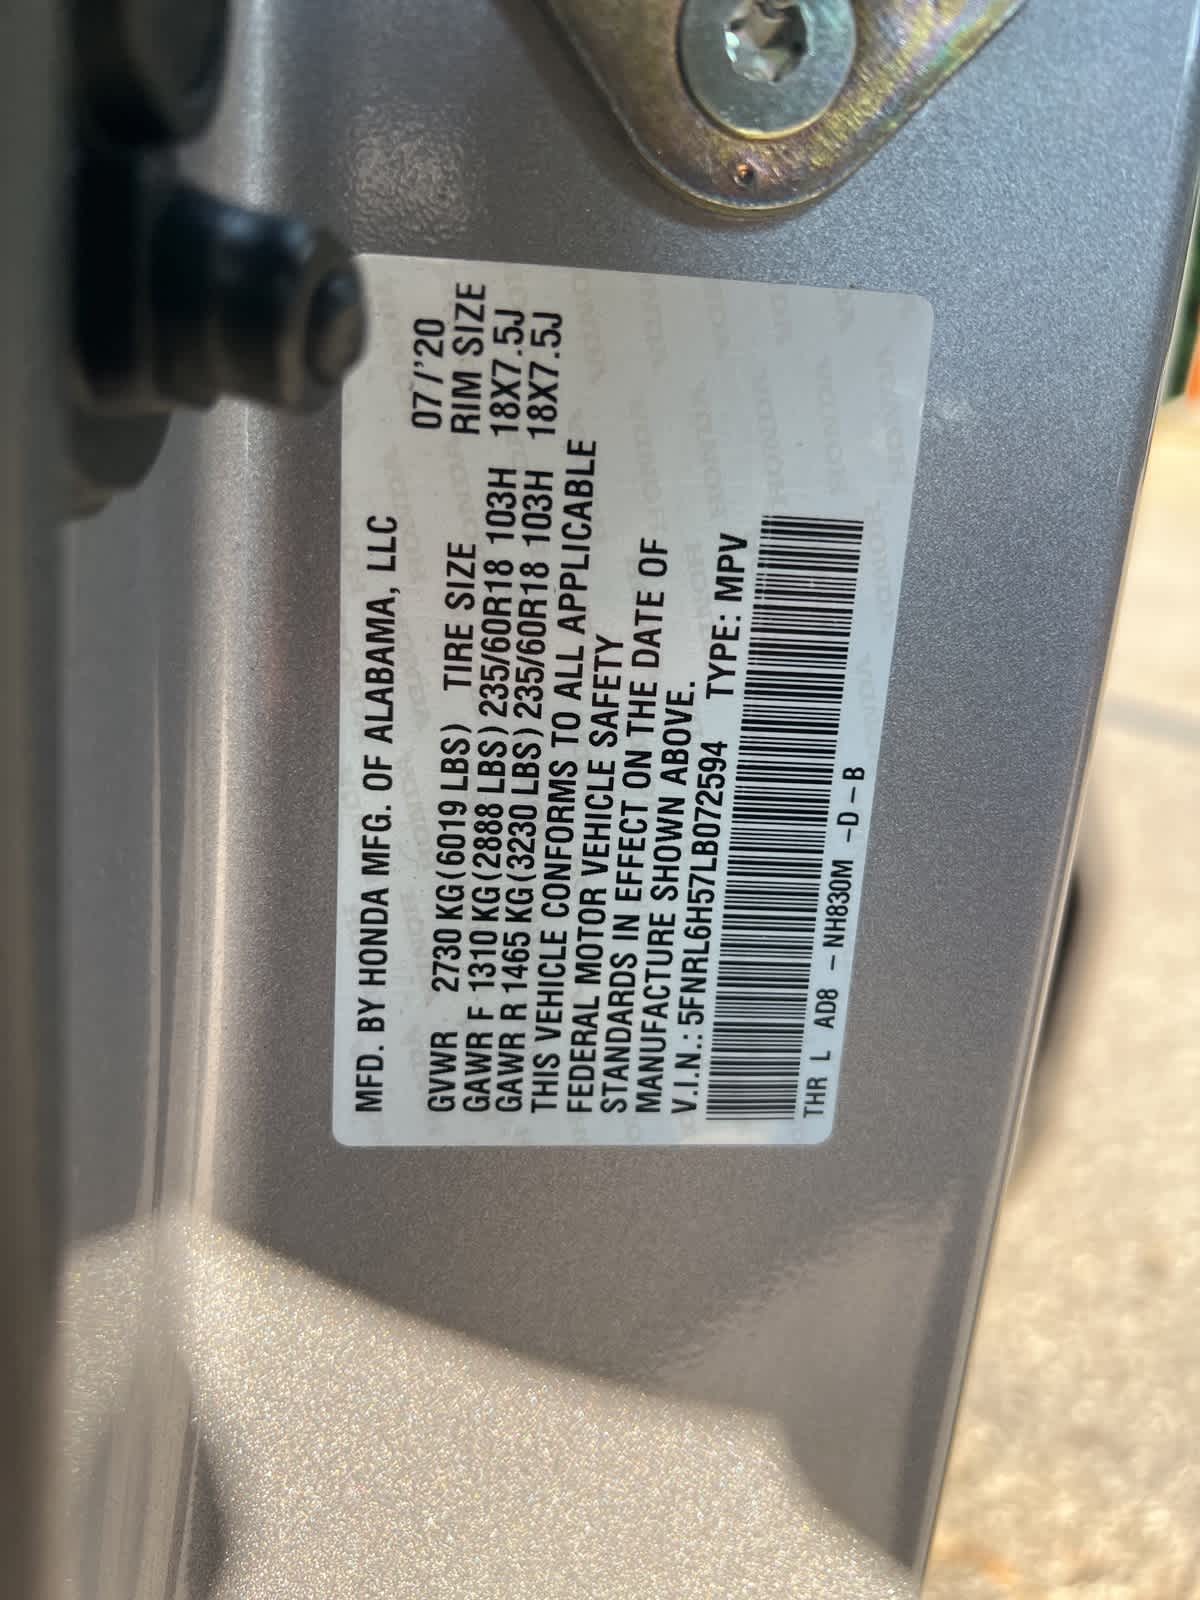 MFD. BY HONDA MFG. OF ALABAMA, LLC
07/'20
GVWR 2730 KG(6019 LBS) TIRE SIZE RIM SIZE
GAWR F 1310 KG(2888 LBS) 235/60R18 103H 18X7.5J
GAWR R 1465 KG(3230 LBS) 235/60R18 103H 18X7.5J
THIS VEHICLE CONFORMS TO ALL APPLICABLE
FEDERAL MOTOR VEHICLE SAFETY
STANDARDS IN EFFECT ON THE DATE OF
MANUFACTURE SHOWN ABOVE.
V.I.N.: 5FNRL6H57LB072594 TYPE: MPV
THR L AD8 -NH830M -D-B